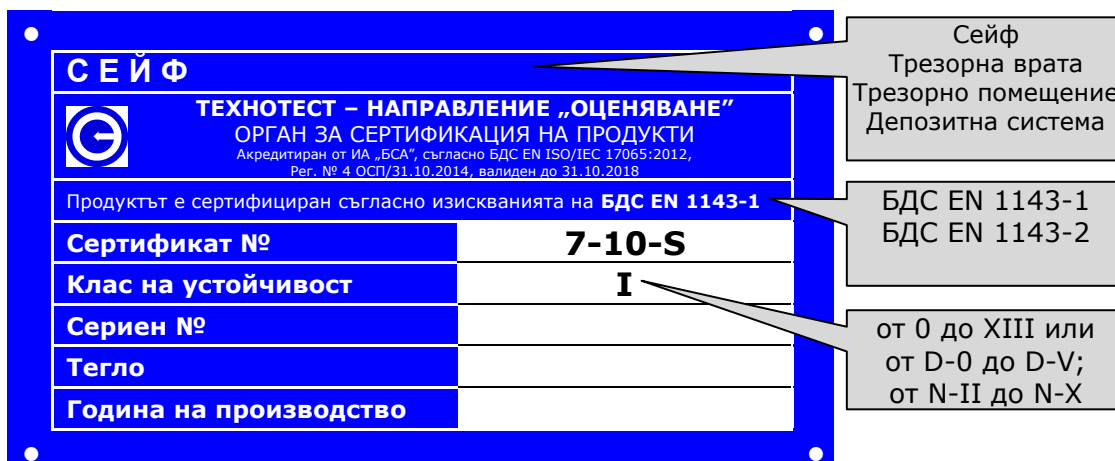 С Е Й Ф
ТЕХНОТЕСТ – НАПРАВЛЕНИЕ „ОЦЕНЯВАНЕ”
ОРГАН ЗА СЕРТИФИКАЦИЯ НА ПРОДУКТИ
Акредитиран от ИА „БСА”, съгласно БДС EN ISO/IEC 17065:2012,
Рег. № 4 ОСП/31.10.2014, валиден до 31.10.2018
Продуктът е сертифициран съгласно изискванията на БДС EN 1143-1
Сертификат № 7-10-S
Клас на устойчивост I
Сериен №
Тегло
Година на производство
Сейф
Трезорна врата
Трезорно помещение
Депозитна система
БДС EN 1143-1
БДС EN 1143-2
от 0 до XIII или
от D-0 до D-V;
от N-II до N-X